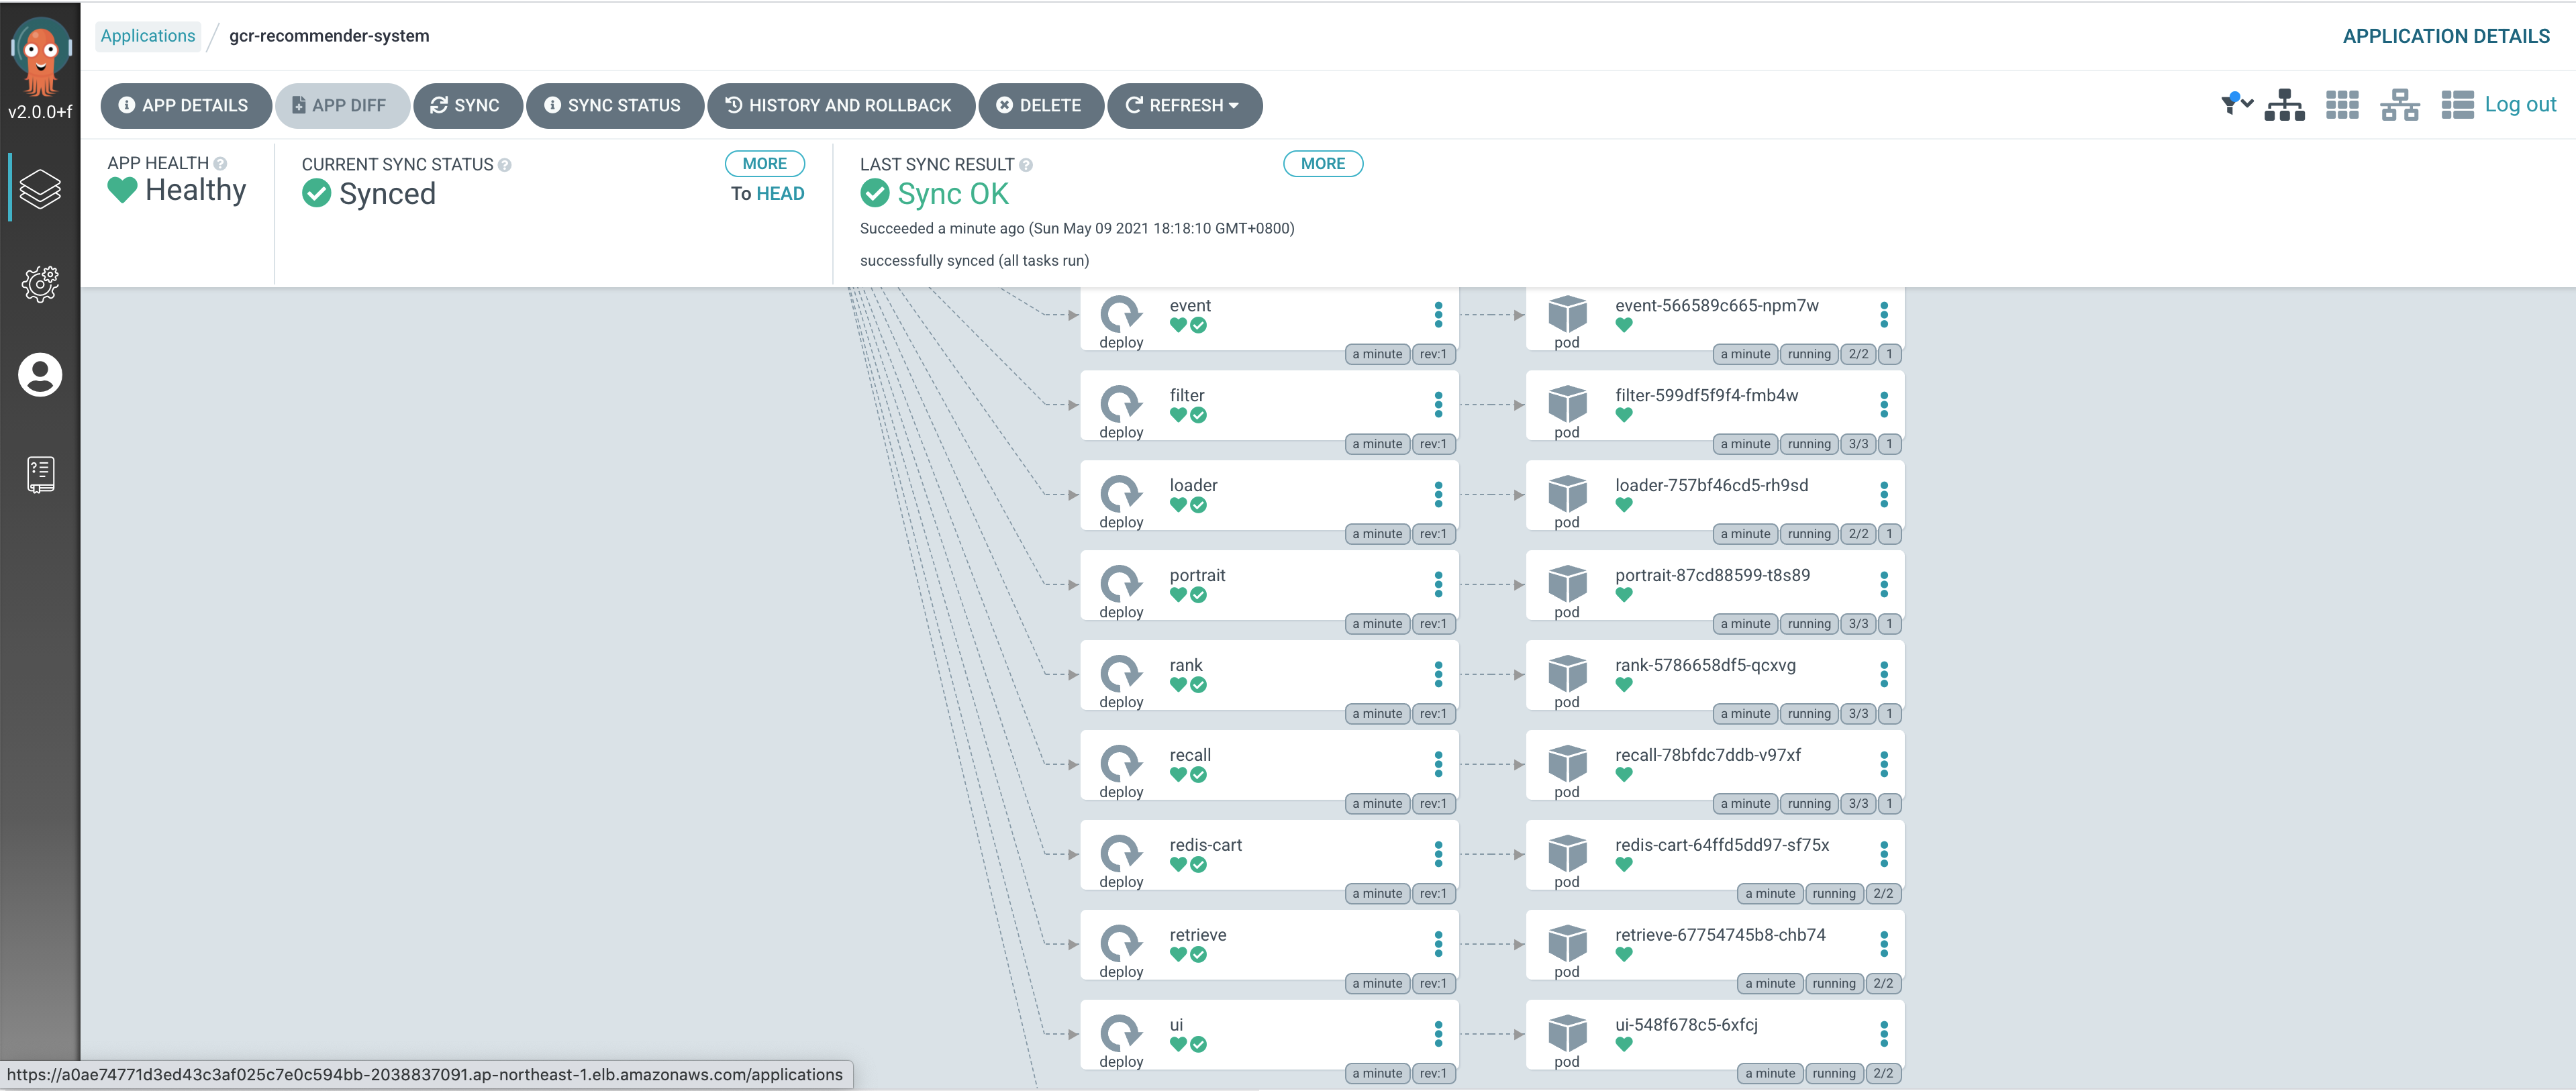 Applications / gcr-recommender-system
APPLICATION DETAILS
v2.0.0+f
APP DETAILS
APP DIFF
SYNC
SYNC STATUS
HISTORY AND ROLLBACK
DELETE
REFRESH
Log out
APP HEALTH
Healthy
CURRENT SYNC STATUS
MORE
Synced
To HEAD
LAST SYNC RESULT
MORE
Sync OK
Succeeded a minute ago (Sun May 09 2021 18:18:10 GMT+0800)
successfully synced (all tasks run)
event
deploy
a minute rev:1
event-566589c665-npm7w
pod
a minute running 2/2 1
filter
deploy
a minute rev:1
filter-599df5f9f4-fmb4w
pod
a minute running 3/3 1
loader
deploy
a minute rev:1
loader-757bf46cd5-rh9sd
pod
a minute running 2/2 1
portrait
deploy
a minute rev:1
portrait-87cd88599-t8s89
pod
a minute running 3/3 1
rank
deploy
a minute rev:1
rank-5786658df5-qcxvg
pod
a minute running 3/3 1
recall
deploy
a minute rev:1
recall-78bfdc7ddb-v97xf
pod
a minute running 3/3 1
redis-cart
deploy
a minute rev:1
redis-cart-64ffd5dd97-sf75x
pod
a minute running 2/2
retrieve
deploy
a minute rev:1
retrieve-67754745b8-chb74
pod
a minute running 2/2
ui
deploy
a minute rev:1
ui-548f678c5-6xfcj
pod
a minute running 2/2
https://a0ae74771d3ed43c3af025c7e0c594bb-2038837091.ap-northeast-1.elb.amazonaws.com/applications